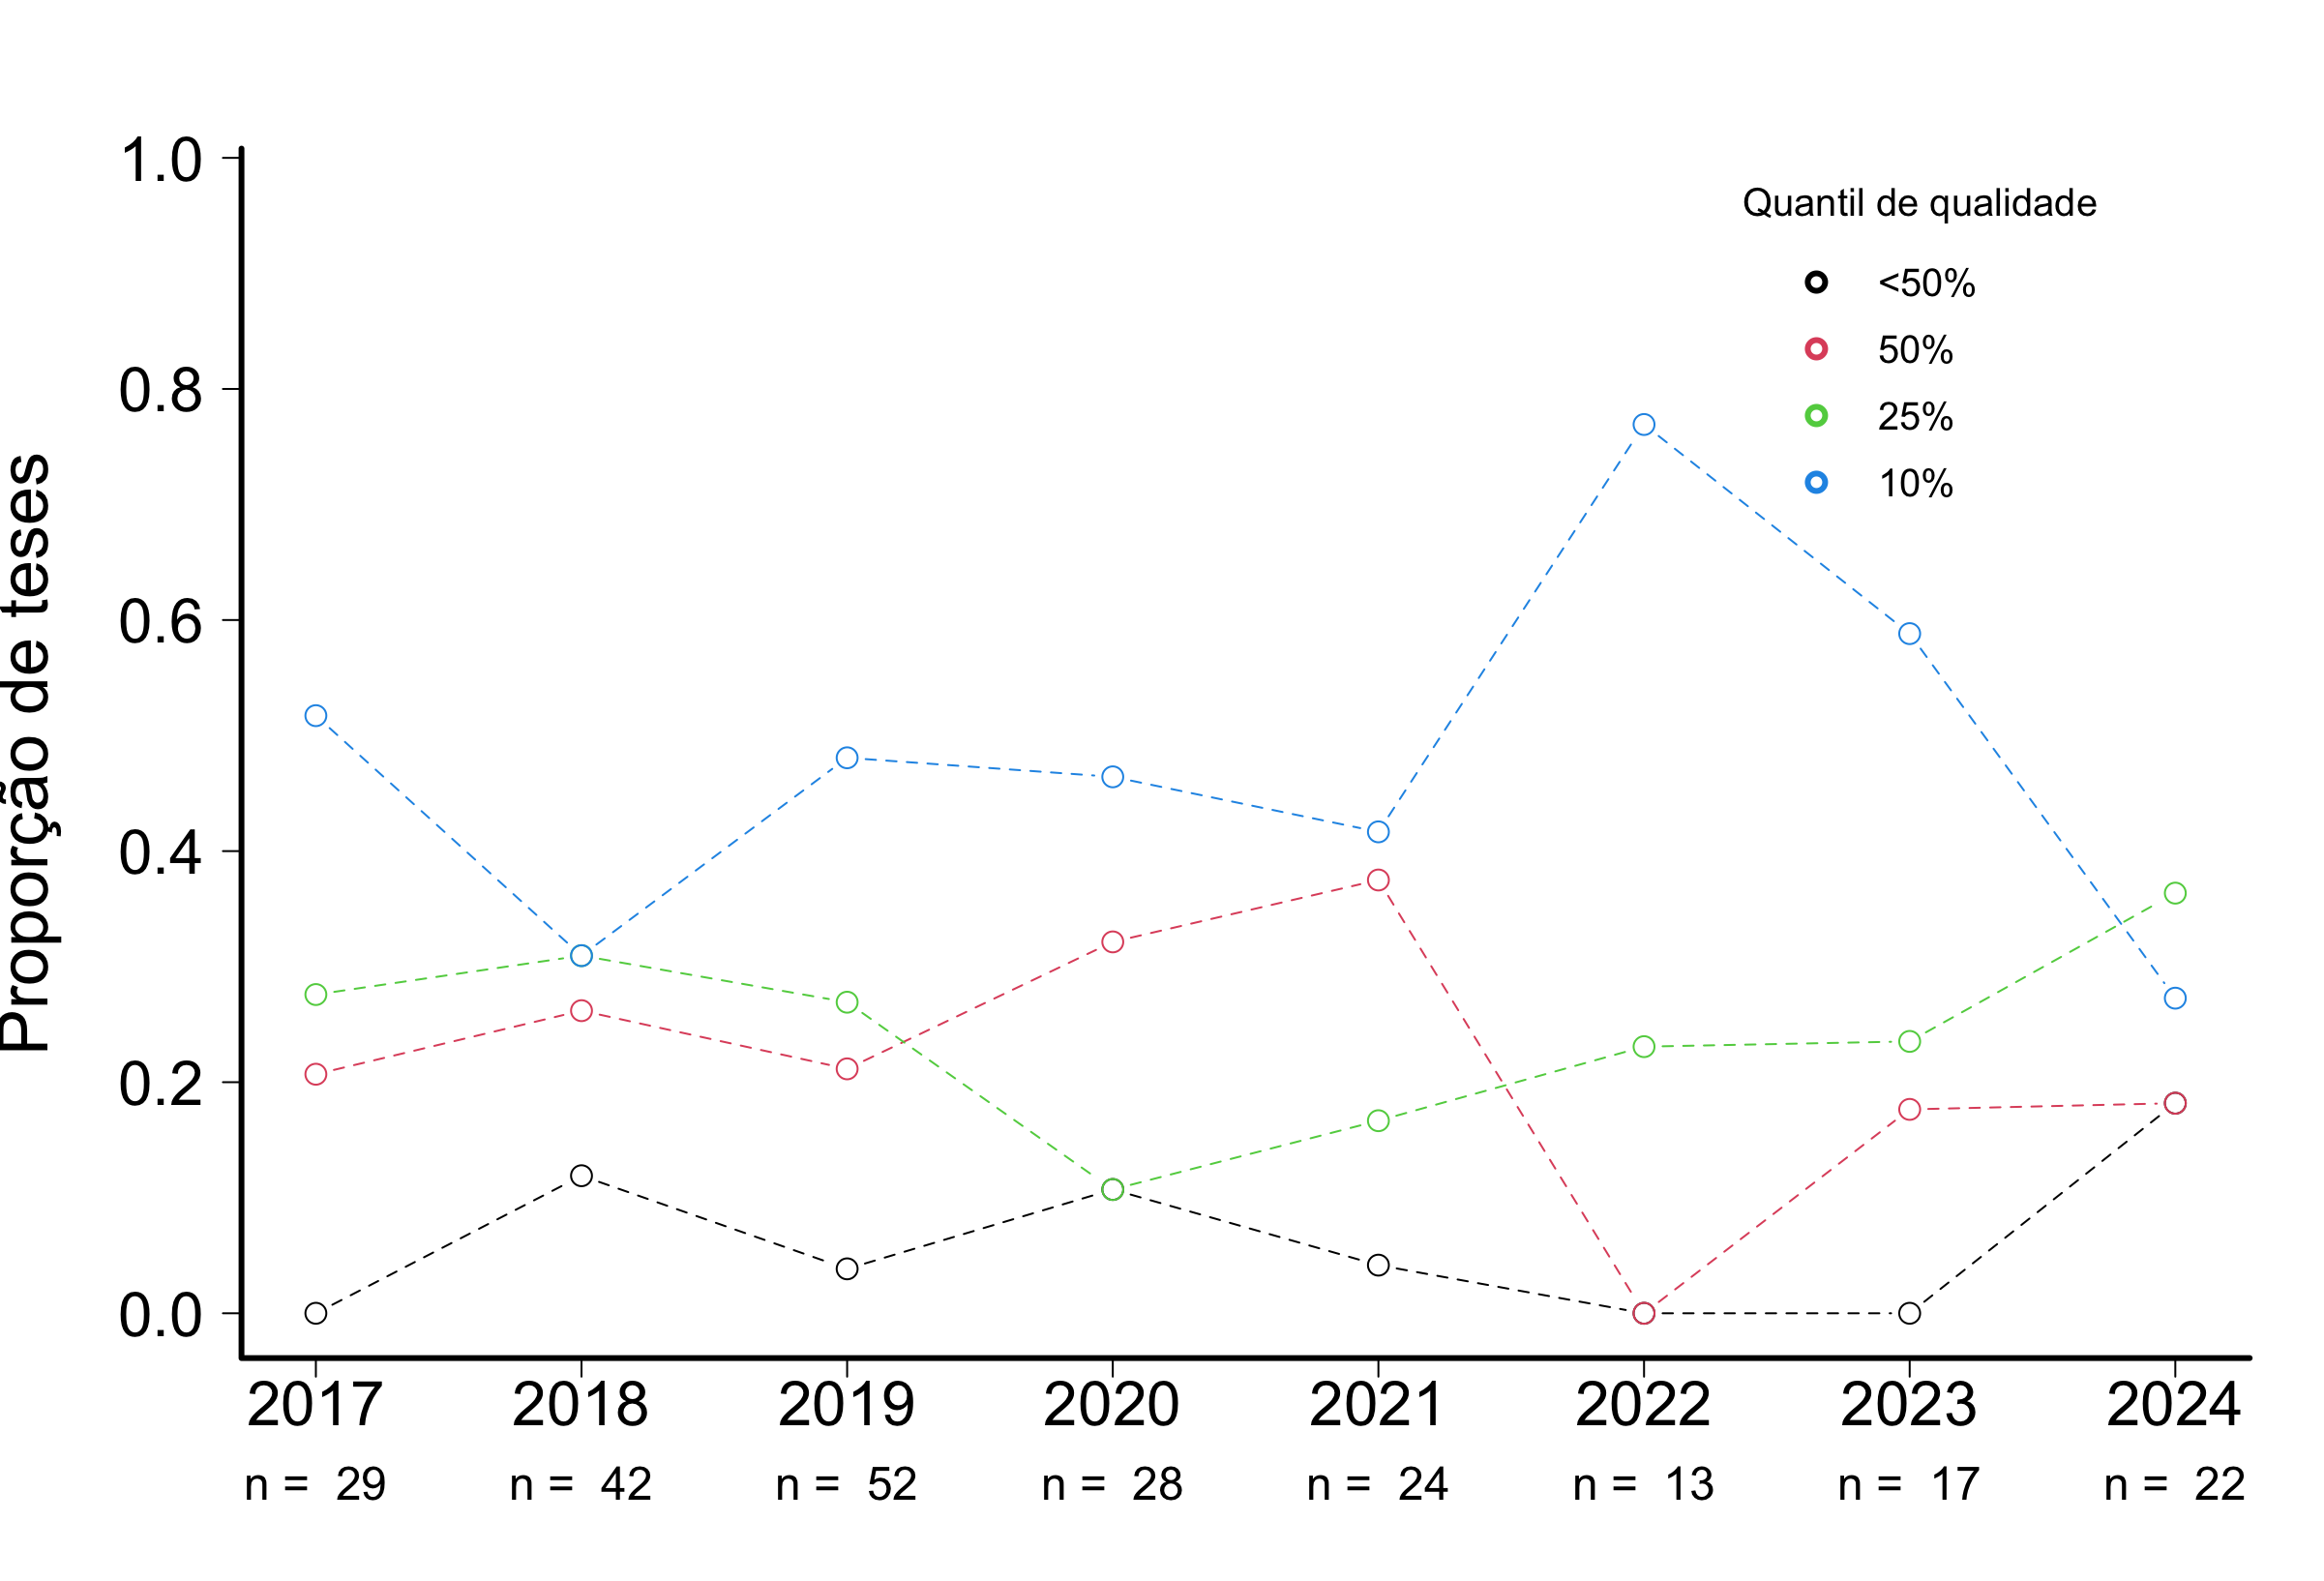 Proporção de teses
1.0
0.8
0.6
0.4
0.2
0.0
Quantil de qualidade
<50%
50%
25%
10%
2017 2018 2019 2020 2021 2022 2023 2024
n = 29 n = 42 n = 52 n = 28 n = 24 n = 13 n = 17 n = 22